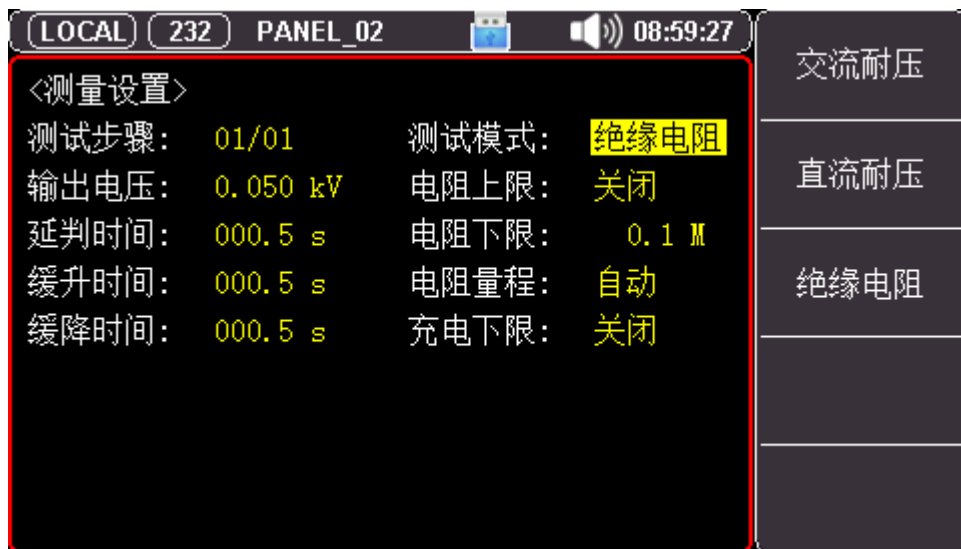 LOCAL 232 PANEL_02 08:59:27
<测量设置>
测试步骤: 01/01 测试模式: 绝缘电阻
输出电压: 0.050 kV 电阻上限: 关闭
延判时间: 000.5 s 电阻下限: 0.1 M
缓升时间: 000.5 s 电阻量程: 自动
缓降时间: 000.5 s 充电下限: 关闭
交流耐压
直流耐压
绝缘电阻